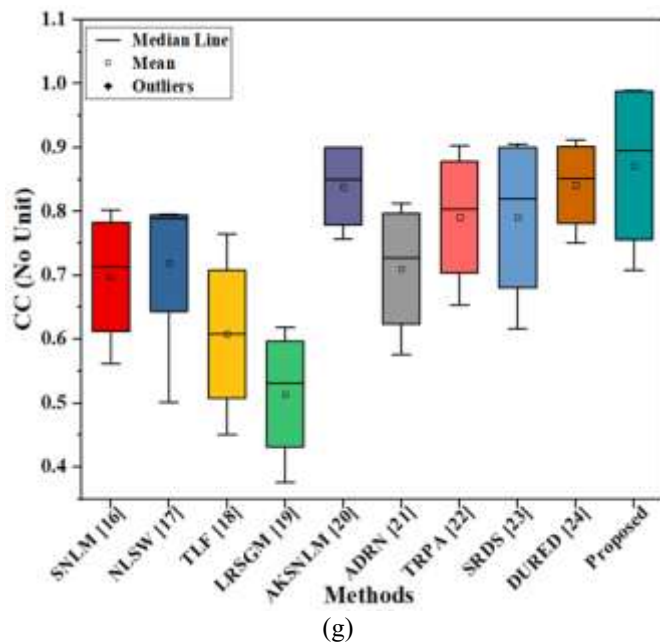 Median Line
Mean
Outliers
1.1
1.0
0.9
0.8
0.7
0.6
0.5
0.4
CC (No Unit)
SNLM [16]
NLSW [17]
TLF [18]
LRSGM [19]
AKSNLM [20]
ADRN [21]
TRPA [22]
SRDS [23]
DURED [24]
Proposed
Methods
(g)